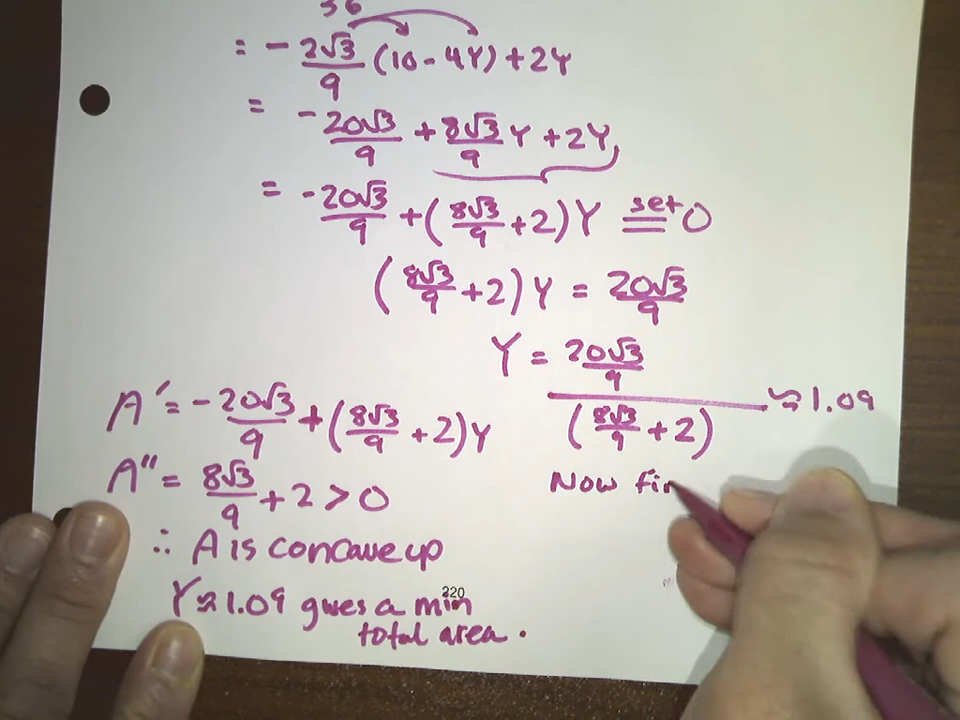 36
= - 2√3/9 (10 - 4Y) + 2Y
= - 20√3/9 + 8√3/9 Y + 2Y
= - 20√3/9 + (8√3/9 + 2) Y set = 0
(8√3/9 + 2) Y = 20√3/9
Y = (20√3/9)/(8√3/9 + 2) ≈ 1.09
A' = - 20√3/9 + (8√3/9 + 2) Y
A" = 8√3/9 + 2 > 0
Now fin
∴ A is concave up
Y ≈ 1.09 gives a min
220
total area.